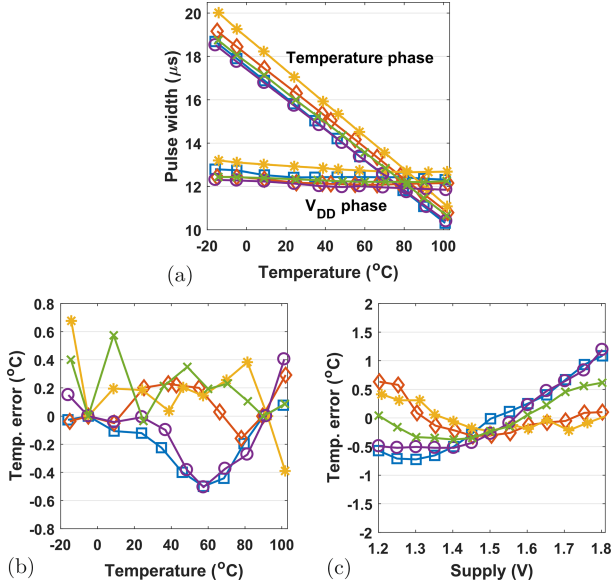 20
18
16
14
12
10
Pulse width (μs)
Temperature phase
V_DD phase
-20 0 20 40 60 80 100
Temperature (°C)
(a)
0.8
0.6
0.4
0.2
0
-0.2
-0.4
-0.6
-0.8
Temp. error (°C)
-20 0 20 40 60 80 100
Temperature (°C)
(b)
2
1.5
1
0.5
0
-0.5
-1
-1.5
-2
Temp. error (°C)
1.2 1.3 1.4 1.5 1.6 1.7 1.8
Supply (V)
(c)